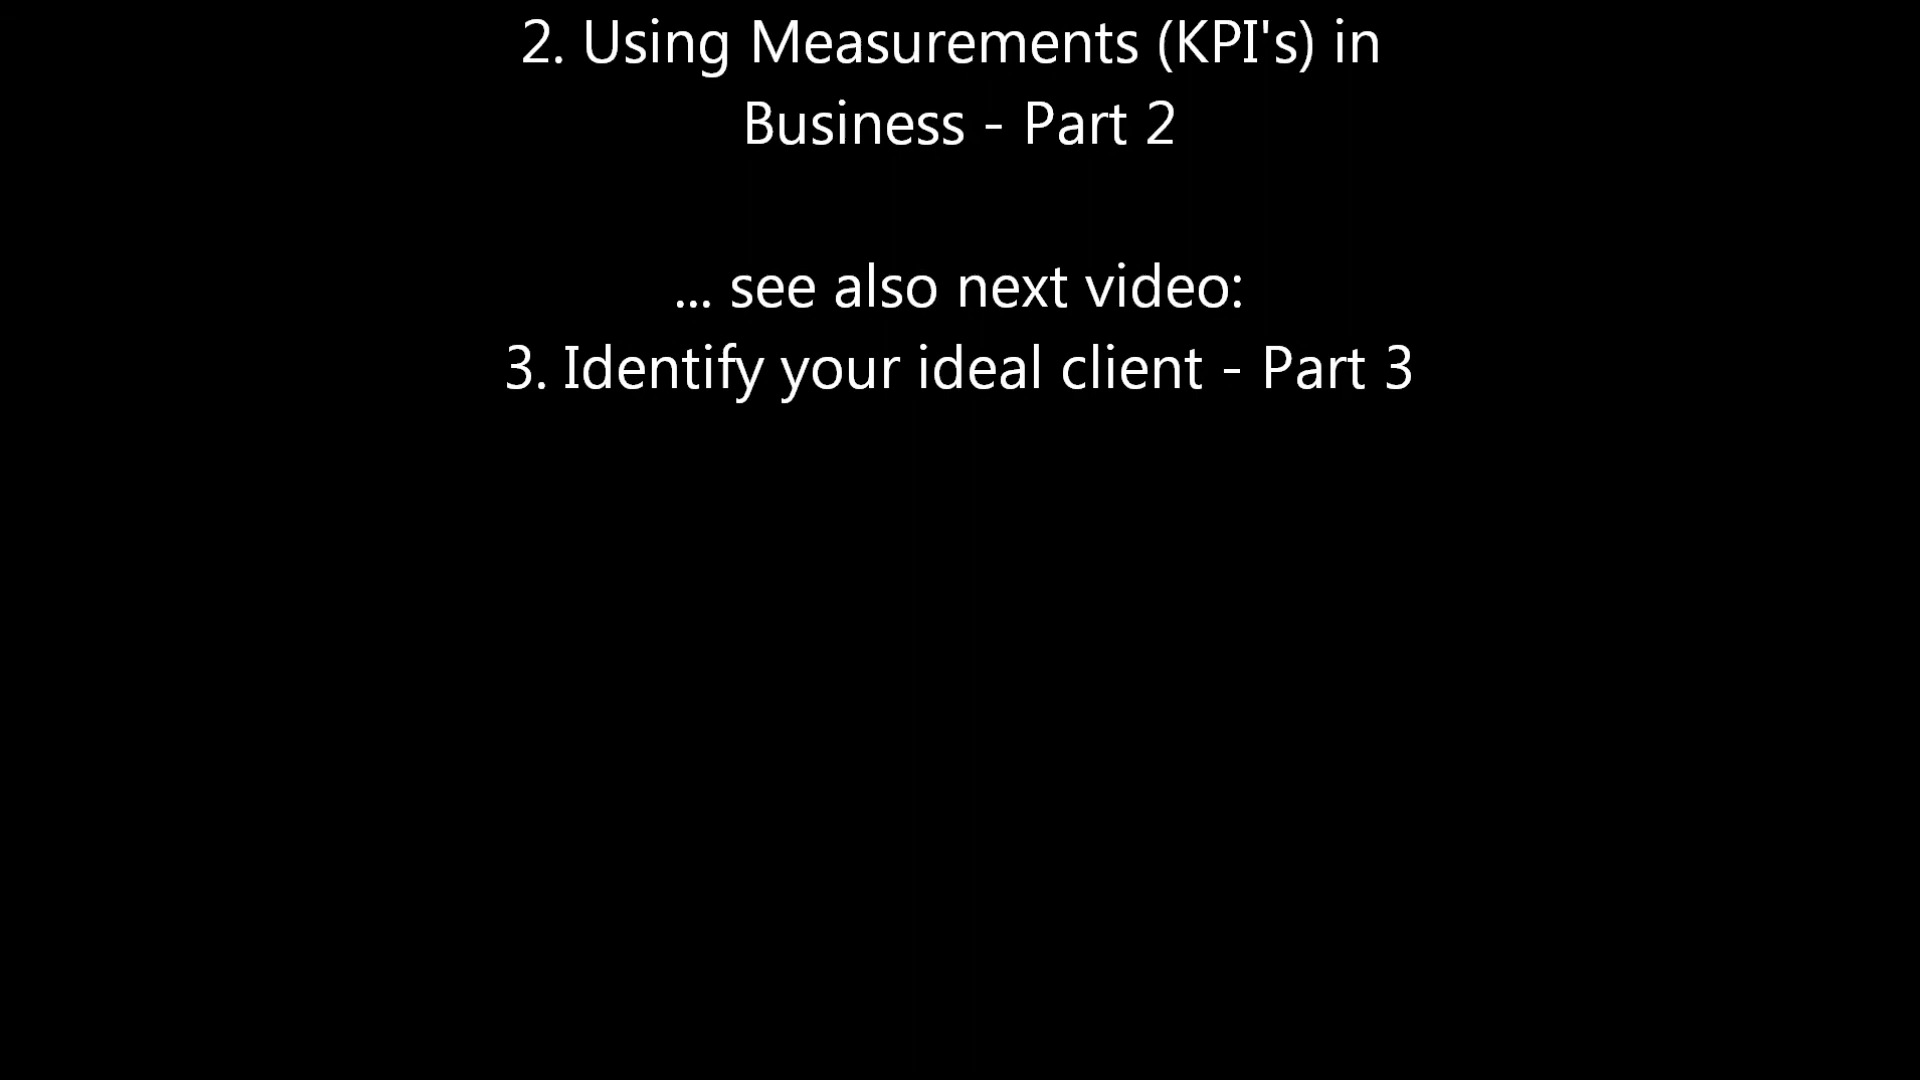 2. Using Measurements (KPI's) in
Business - Part 2
... see also next video:
3. Identify your ideal client - Part 3